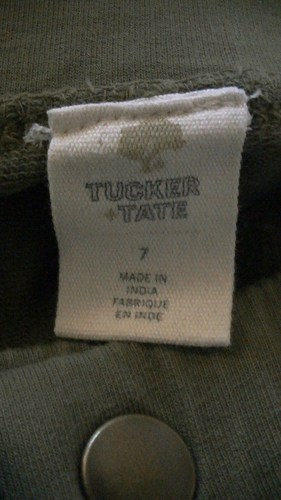 TUCKER
+TATE
7
MADE IN
INDIA
FABRIQUE
EN INDE